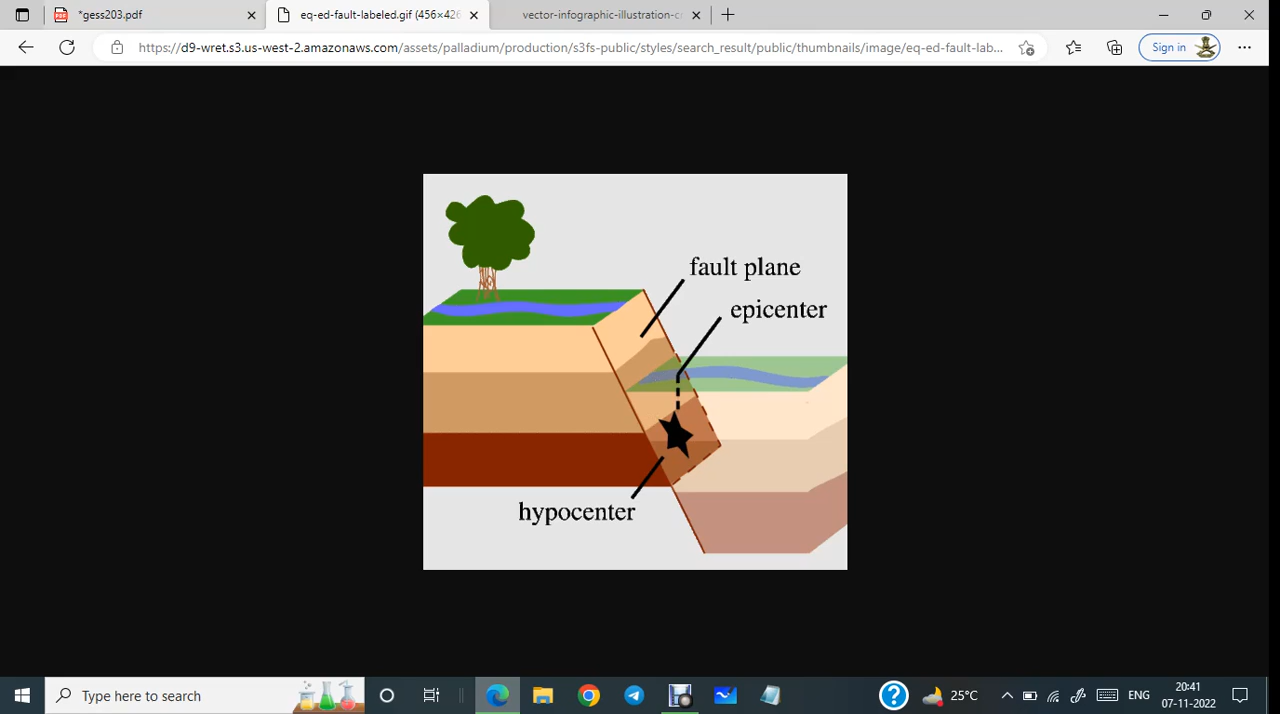 *gess203.pdf
eq-ed-fault-labeled.gif (456×426
vector-infographic-illustration-c
https://d9-wret.s3.us-west-2.amazonaws.com/assets/palladium/production/s3fs-public/styles/search_result/public/thumbnails/image/eq-ed-fault-lab...
Sign in
fault plane
epicenter
hypocenter
Type here to search
25°C
ENG
20:41
07-11-2022